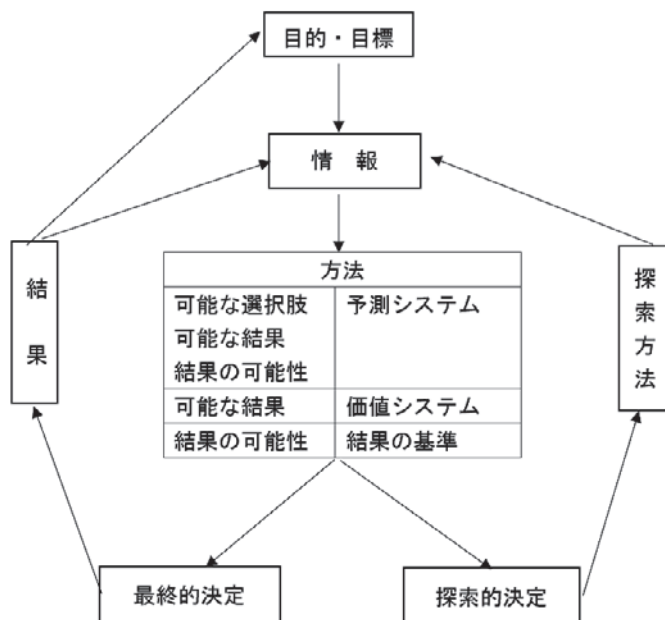 目的・目標
情　報
結果
探索方法
方法
可能な選択肢　予測システム
可能な結果
結果の可能性
可能な結果　価値システム
結果の可能性　結果の基準
最終的決定
探索的決定